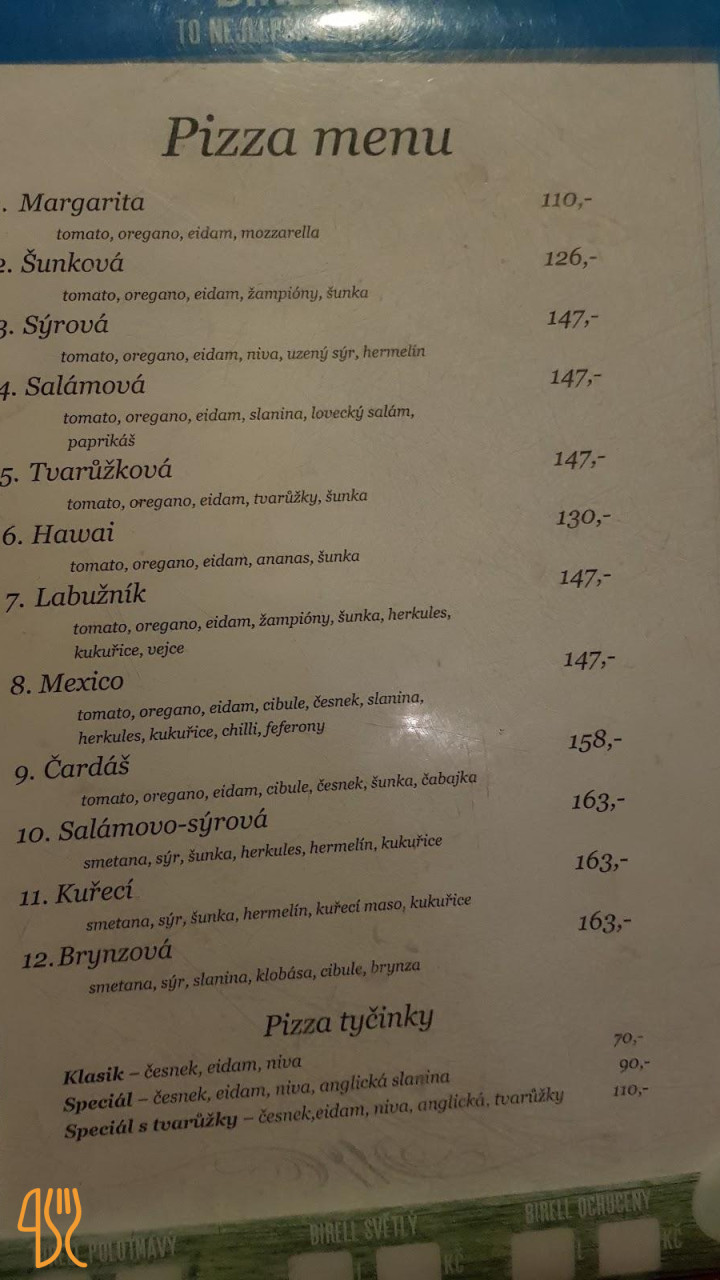 TO NEJLEPŠÍ
Pizza menu
. Margarita 110,-
tomato, oregano, eidam, mozzarella
2. Šunková 126,-
tomato, oregano, eidam, žampióny, šunka
3. Sýrová 147,-
tomato, oregano, eidam, niva, uzený sýr, hermelín
4. Salámová 147,-
tomato, oregano, eidam, slanina, lovecký salám,
paprikáš
5. Tvarůžková 147,-
tomato, oregano, eidam, tvarůžky, šunka
6. Hawai 130,-
tomato, oregano, eidam, ananas, šunka
7. Labužník 147,-
tomato, oregano, eidam, žampióny, šunka, herkules,
kukuřice, vejce
8. Mexico 147,-
tomato, oregano, eidam, cibule, česnek, slanina,
herkules, kukuřice, chilli, feferony
9. Čardáš 158,-
tomato, oregano, eidam, cibule, česnek, šunka, čabajka
10. Salámovo-sýrová 163,-
smetana, sýr, šunka, herkules, hermelín, kukuřice
11. Kuřecí 163,-
smetana, sýr, šunka, hermelín, kuřecí maso, kukuřice
12. Brynzová 163,-
smetana, sýr, slanina, klobása, cibule, brynza
Pizza tyčinky
Klasik – česnek, eidam, niva 70,-
Speciál – česnek, eidam, niva, anglická slanina 90,-
Speciál s tvarůžky – česnek,eidam, niva, anglická, tvarůžky 110,-
BIRELL POLOTMAVÝ BIRELL SVĚTLÝ BIRELL OCHUCENÝ
l KČ l KČ